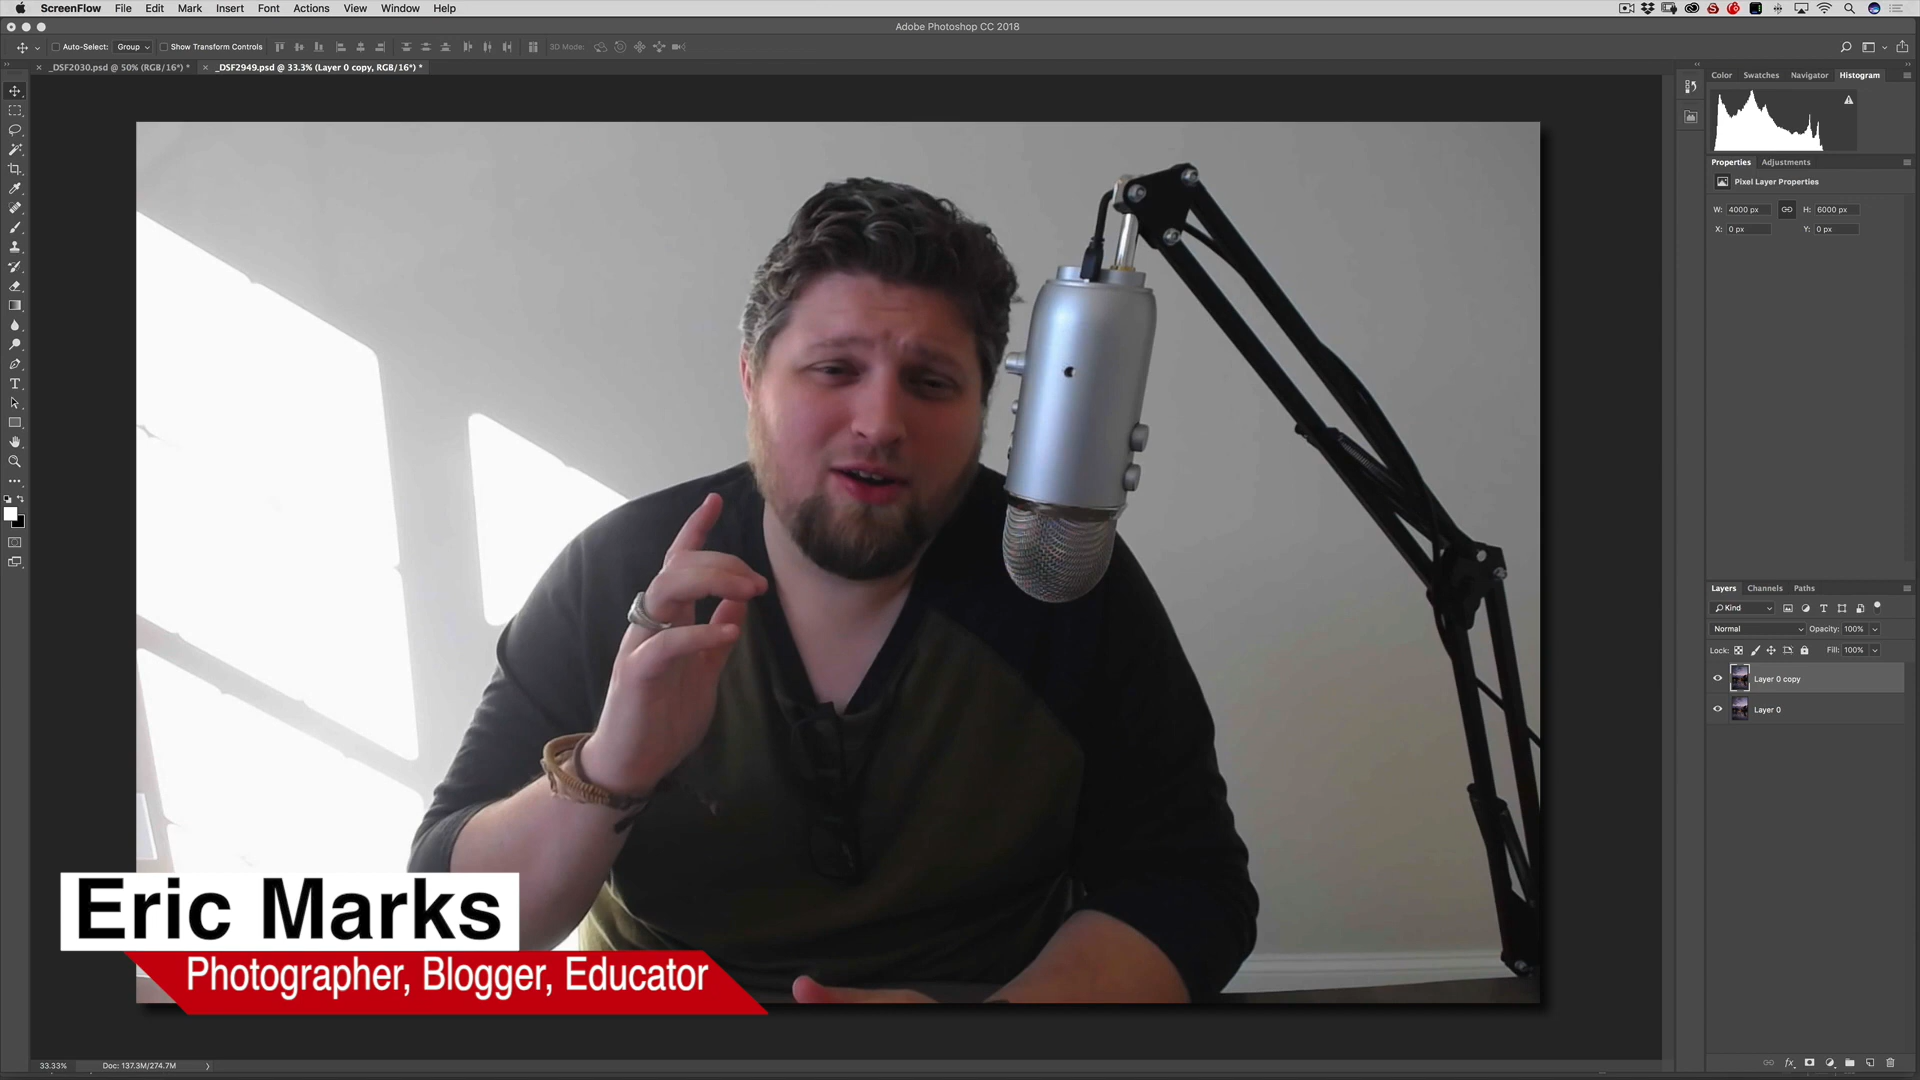 ScreenFlow File Edit Mark Insert Font Actions View Window Help
Adobe Photoshop CC 2018
Auto-Select: Group Show Transform Controls 3D Mode:
_DSF2030.psd @ 50% (RGB/16*) * _DSF2949.psd @ 33.3% (Layer 0 copy, RGB/16*) *
Color Swatches Navigator Histogram
Properties Adjustments
Pixel Layer Properties
W: 4000 px H: 6000 px
X: 0 px Y: 0 px
Layers Channels Paths
Kind
Normal Opacity: 100%
Lock: Fill: 100%
Layer 0 copy
Layer 0
Eric Marks
Photographer, Blogger, Educator
33.33% Doc: 137.3M/274.7M
fx